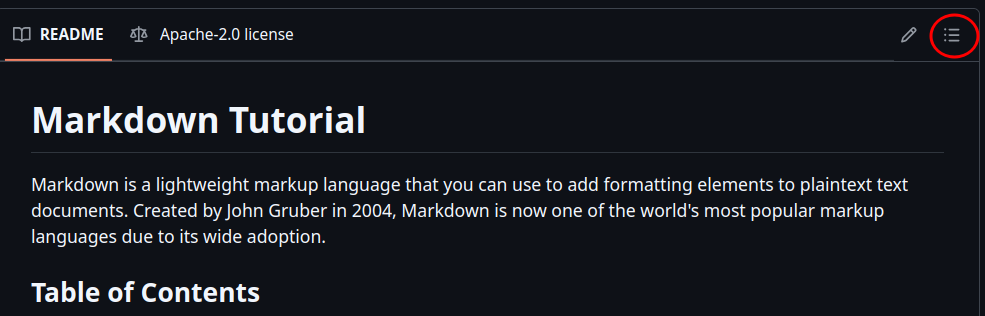 README Apache-2.0 license
Markdown Tutorial
Markdown is a lightweight markup language that you can use to add formatting elements to plaintext text
documents. Created by John Gruber in 2004, Markdown is now one of the world's most popular markup
languages due to its wide adoption.
Table of Contents